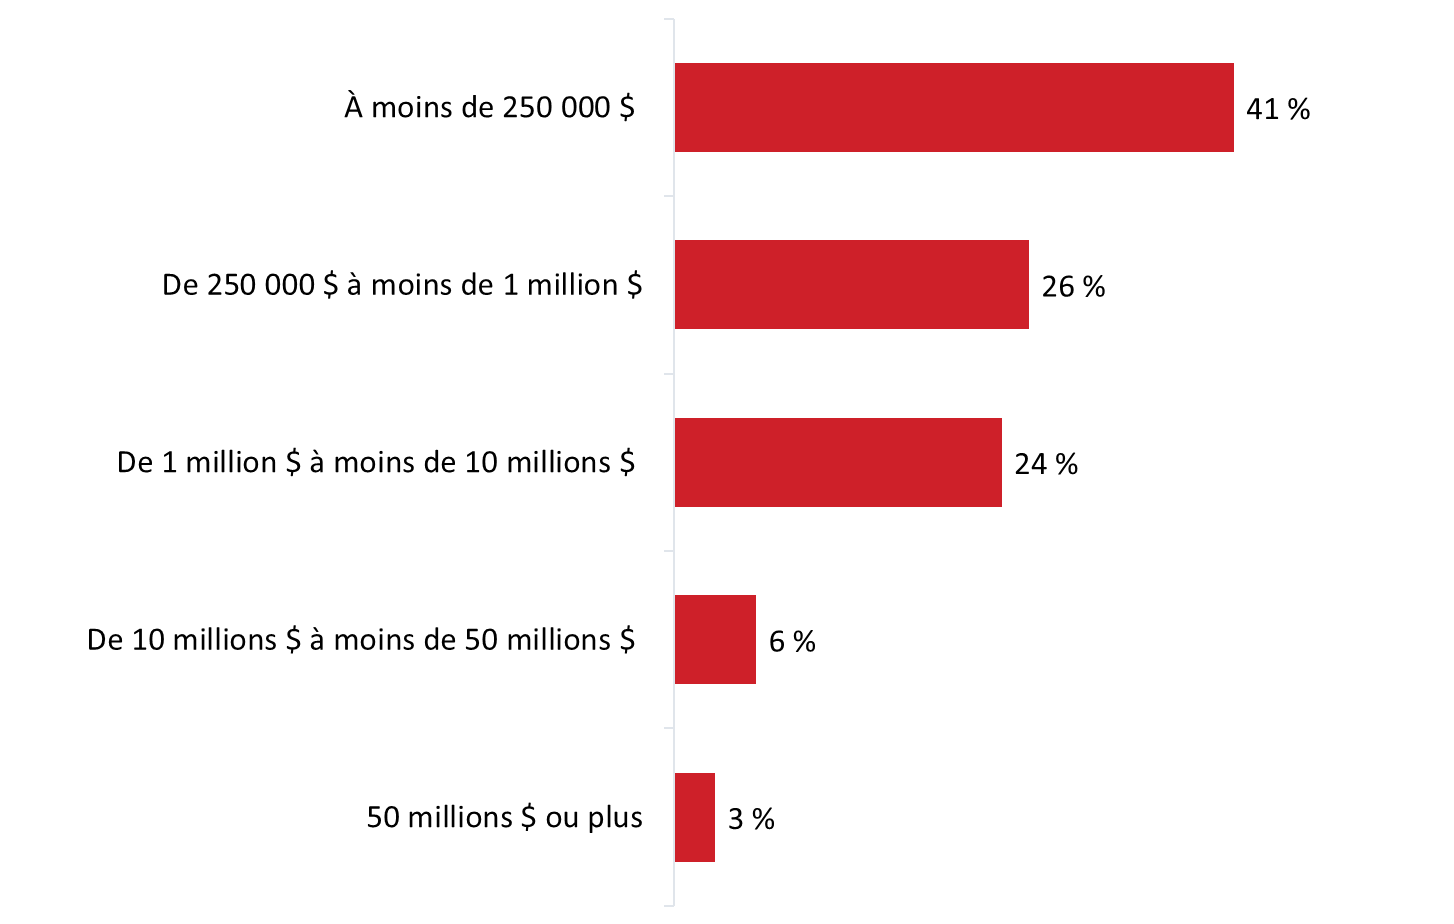 À moins de 250 000 $ 41 %
De 250 000 $ à moins de 1 million $ 26 %
De 1 million $ à moins de 10 millions $ 24 %
De 10 millions $ à moins de 50 millions $ 6 %
50 millions $ ou plus 3 %